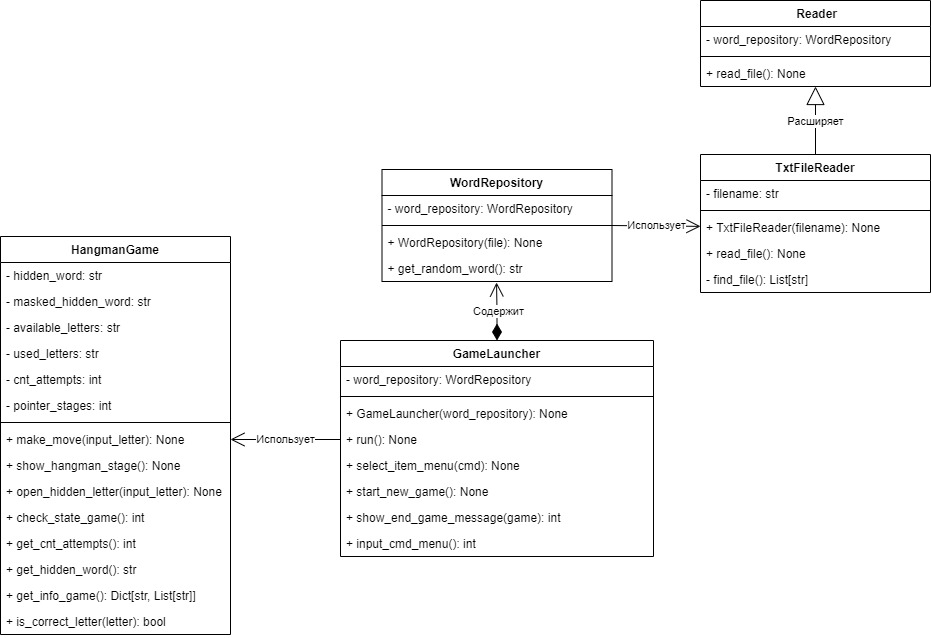 Reader
- word_repository: WordRepository
+ read_file(): None
Расширяет
TxtFileReader
- filename: str
+ TxtFileReader(filename): None
+ read_file(): None
- find_file(): List[str]
WordRepository
- word_repository: WordRepository
+ WordRepository(file): None
+ get_random_word(): str
Использует
Содержит
HangmanGame
- hidden_word: str
- masked_hidden_word: str
- available_letters: str
- used_letters: str
- cnt_attempts: int
- pointer_stages: int
+ make_move(input_letter): None
+ show_hangman_stage(): None
+ open_hidden_letter(input_letter): None
+ check_state_game(): int
+ get_cnt_attempts(): int
+ get_hidden_word(): str
+ get_info_game(): Dict[str, List[str]]
+ is_correct_letter(letter): bool
Использует
GameLauncher
- word_repository: WordRepository
+ GameLauncher(word_repository): None
+ run(): None
+ select_item_menu(cmd): None
+ start_new_game(): None
+ show_end_game_message(game): int
+ input_cmd_menu(): int